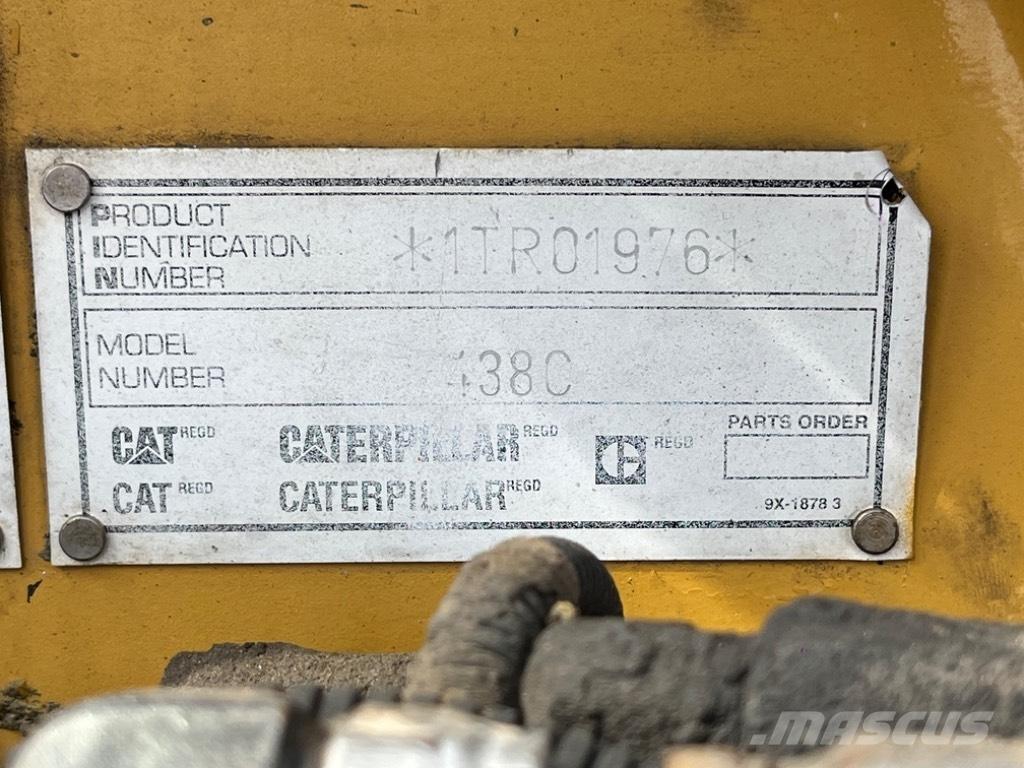 PRODUCT
IDENTIFICATION
NUMBER
*1TR01976*
MODEL
NUMBER
438C
CAT REGD
CATERPILLAR REGD
REGD
CAT REGD
CATERPILLAR REGD
PARTS ORDER
9X-1878 3
MASCUS